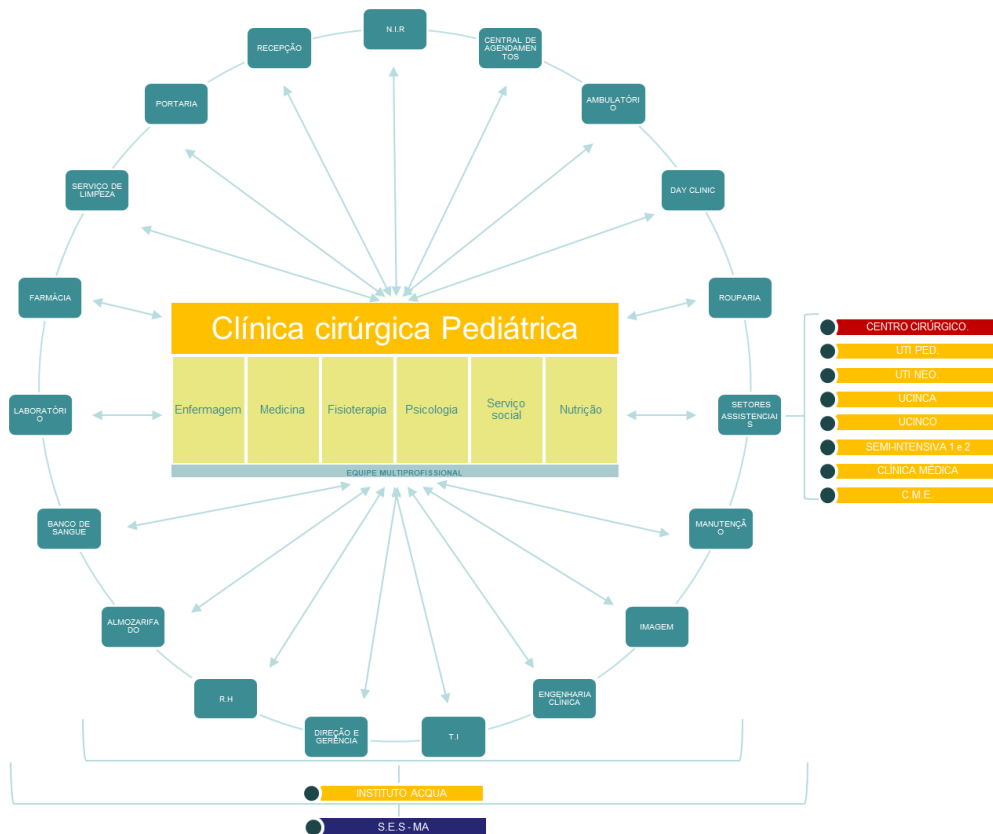 N.I.R
RECEPÇÃO
CENTRAL DE
AGENDAMEN
TOS
PORTARIA
AMBULATÓRI
O
SERVIÇO DE
LIMPEZA
DAY CLINIC
FARMÁCIA
ROUPARIA
Clínica cirúrgica Pediátrica
Enfermagem
Medicina
Fisioterapia
Psicologia
Serviço
social
Nutrição
EQUIPE MULTIPROFISSIONAL
LABORATÓRI
O
SETORES
ASSISTENCIAI
S
CENTRO CIRÚRGICO.
UTI PED.
UTI NEO.
UCINCA
UCINCO
SEMI-INTENSIVA 1 e 2
CLÍNICA MÉDICA
C.M.E.
BANCO DE
SANGUE
MANUTENÇÃ
O
ALMOZARIFA
DO
IMAGEM
R.H
ENGENHARIA
CLÍNICA
DIREÇÃO E
GERÊNCIA
T.I
INSTITUTO ACQUA
S.E.S - MA